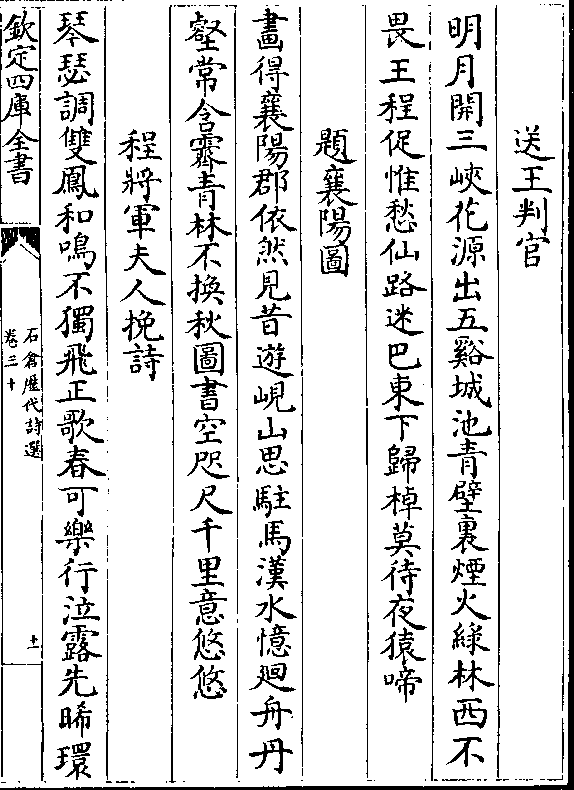 送王判官
明月開三峽花源出五谿城池青壁裏煙火緑林西不
畏王程促惟愁仙路迷巴東下歸棹莫待夜猿啼
題襄陽圖
畫得襄陽郡依然見昔遊峴山思駐馬漢水憶廻舟丹
壑常含霽青林不換秋圖書空咫尺千里意悠悠
程將軍夫人挽詩
琴瑟調雙鳳和鳴不獨飛正歌春可樂行泣露先晞環
欽定四庫全書
石倉歷代詩選
卷三十
土